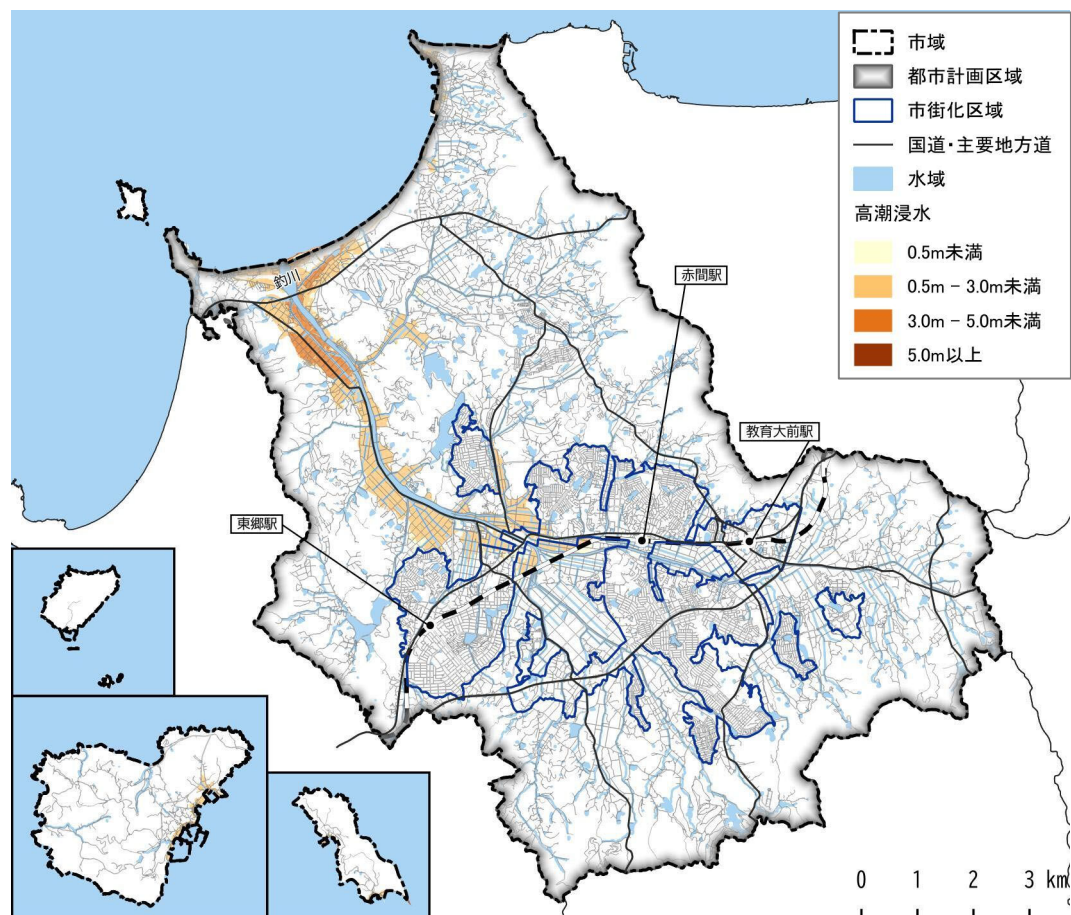 市域
都市計画区域
市街化区域
国道・主要地方道
水域
高潮浸水
0.5m未満
0.5m − 3.0m未満
3.0m − 5.0m未満
5.0m以上
釣川
赤間駅
教育大前駅
東郷駅
0 1 2 3 km